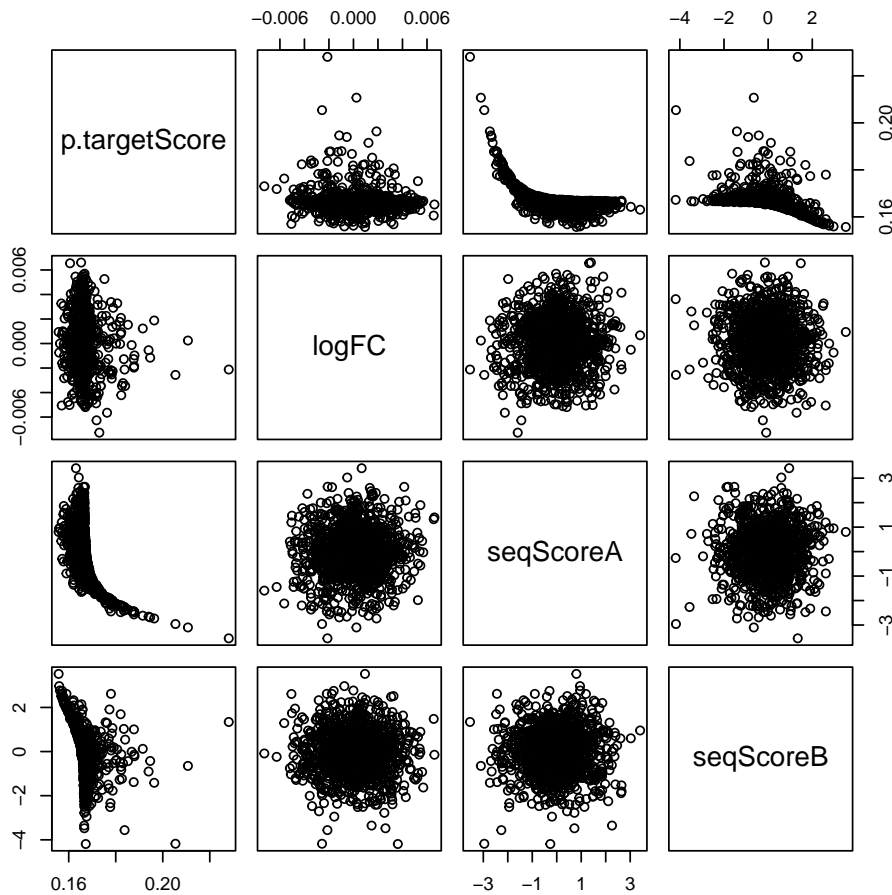 −0.006 0.000 0.006 −4 −2 0 2
p.targetScore
0.16 0.20
−0.006 0.000 0.006
logFC
seqScoreA
−3 −1 1 3
−4 −2 0 2
seqScoreB
0.16 0.20 −3 −1 1 3